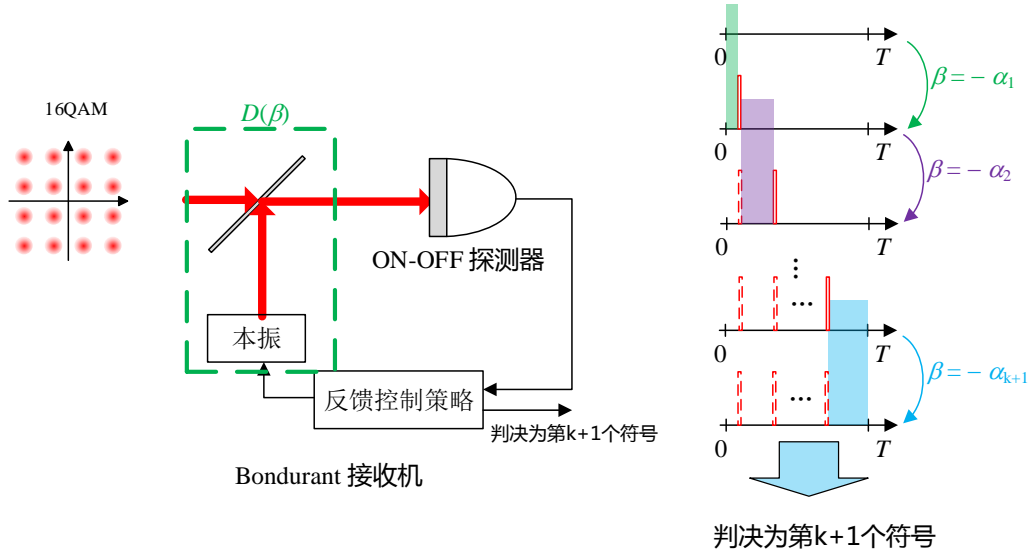 16QAM
D(β)
ON-OFF 探测器
本振
反馈控制策略
判决为第k+1个符号
Bondurant 接收机
0 T
β = − α1
0 T
β = − α2
0 T
...
...
0 T
β = − αk+1
...
0 T
判决为第k+1个符号